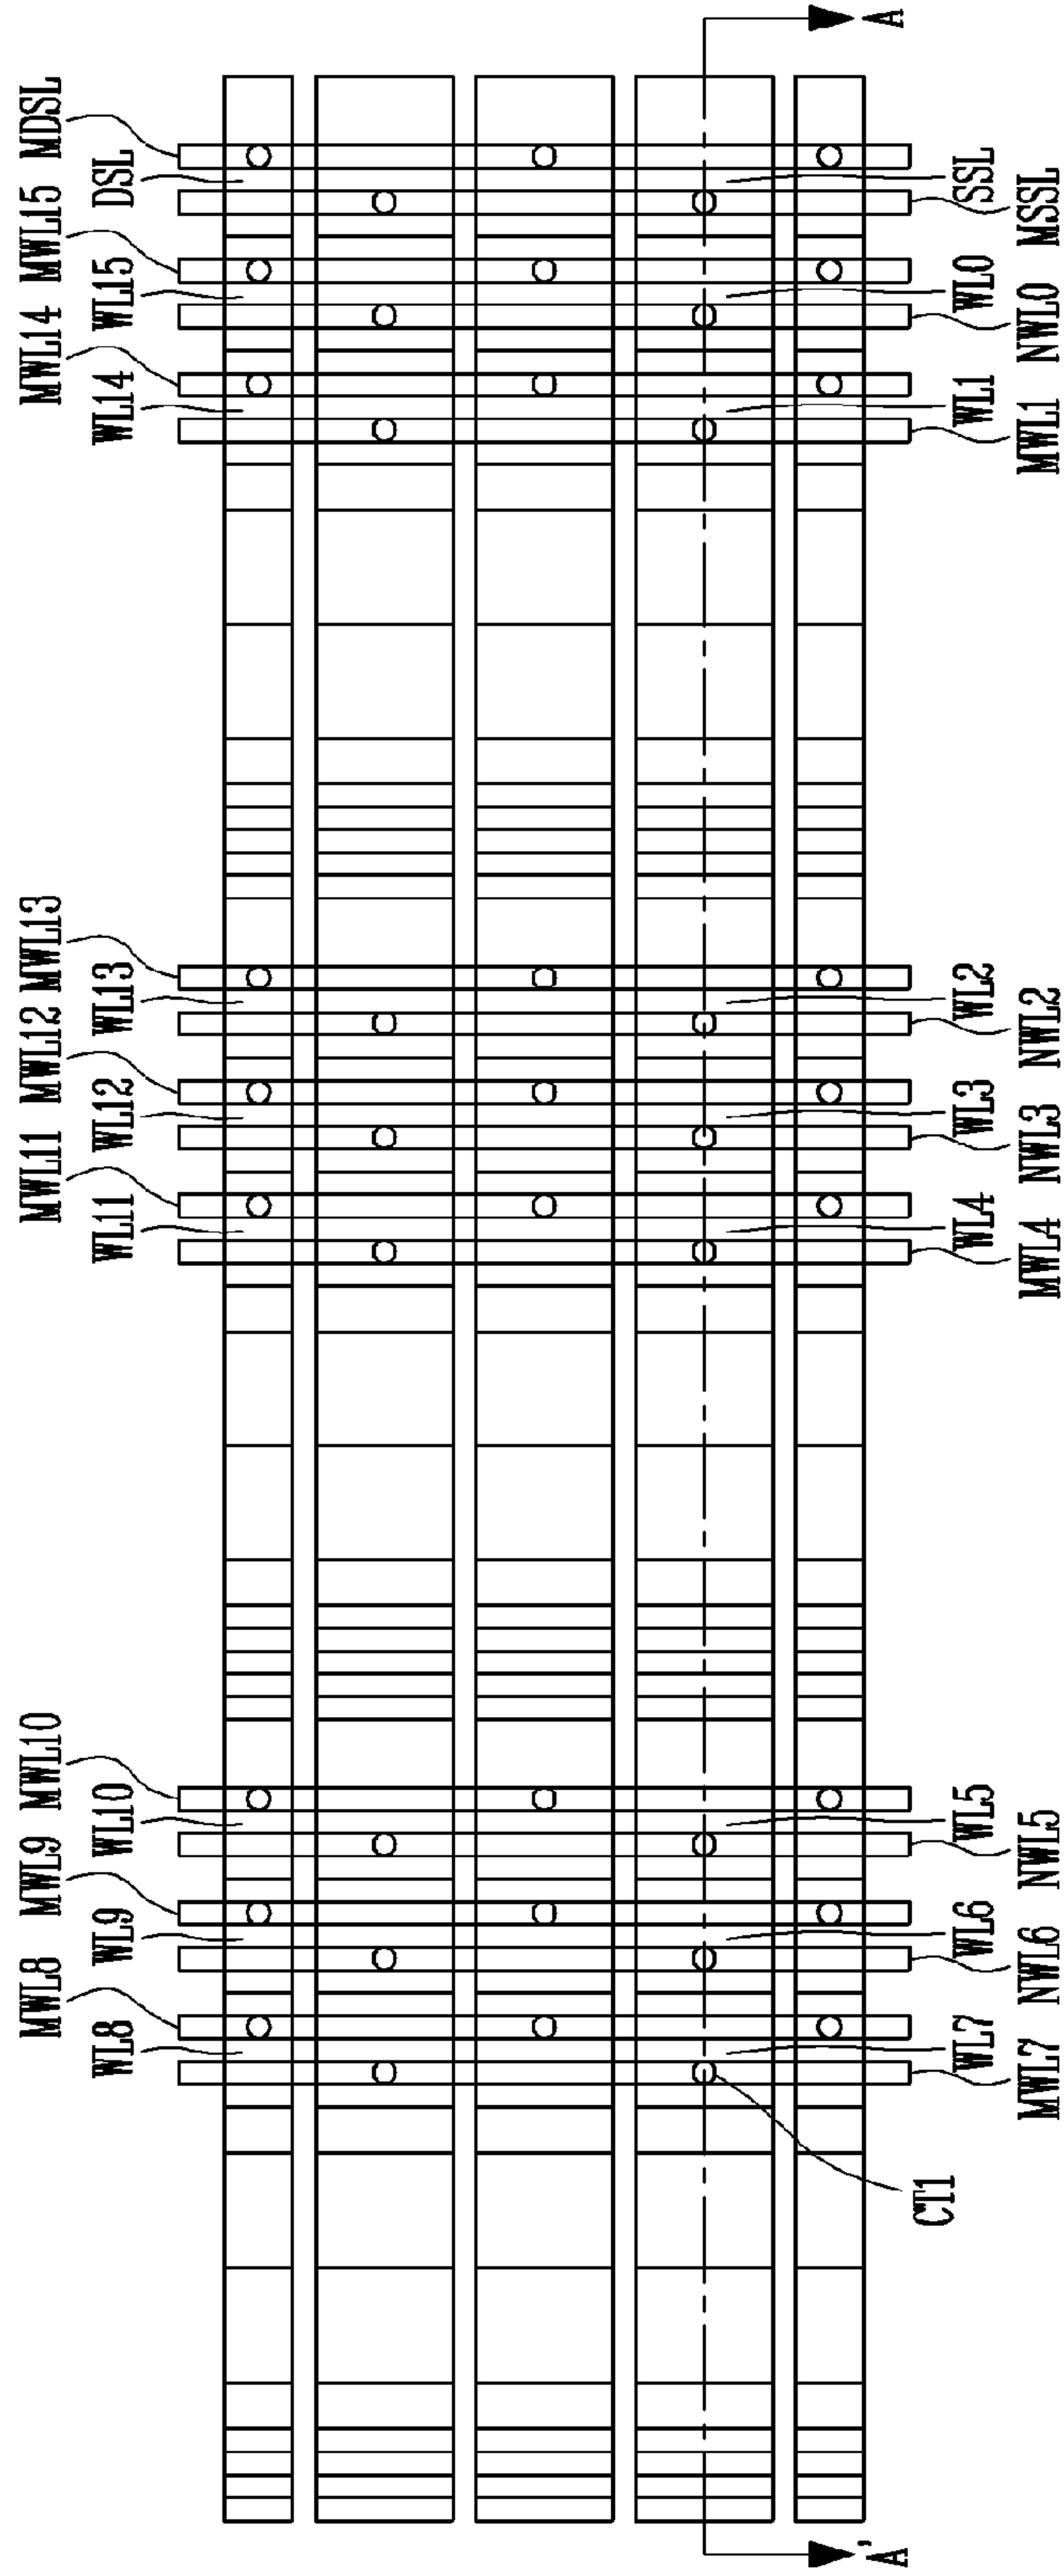 MWL8 MWL9 MWL10 MWL11 MWL12 MWL13 MWL14 MWL15 MDSL
WL8 WL9 WL10 WL11 WL12 WL13 WL14 WL15 DSL
A' A
CT1 WL7 WL6 WL5 WL4 WL3 WL2 WL1 WL0 SSL
MWL7 NWL6 NWL5 MWL4 NWL3 NWL2 MWL1 NWL0 MSSL